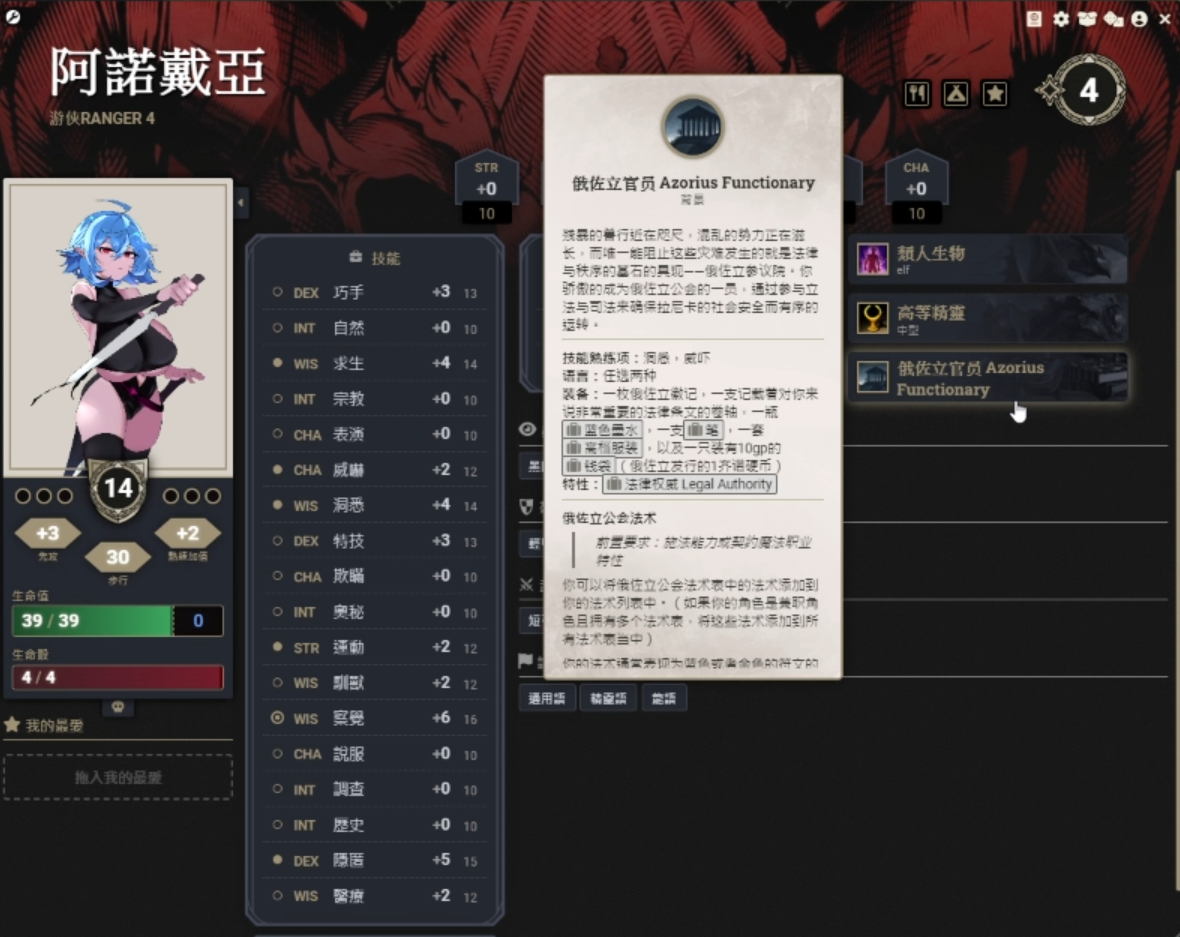 阿諾戴亞
游侠RANGER 4
4
STR
+0
10
CHA
+0
10
14
+3
先攻
+2
熟練加值
30
步行
生命值
39 / 39
0
生命骰
4 / 4
我的最愛
拖入我的最愛
技能
DEX 巧手 +3 13
INT 自然 +0 10
WIS 求生 +4 14
INT 宗教 +0 10
CHA 表演 +0 10
CHA 威嚇 +2 12
WIS 洞悉 +4 14
DEX 特技 +3 13
CHA 欺瞞 +0 10
INT 奧秘 +0 10
STR 運動 +2 12
WIS 馴獸 +2 12
WIS 察覺 +6 16
CHA 說服 +0 10
INT 調查 +0 10
INT 歷史 +0 10
DEX 隱匿 +5 15
WIS 醫療 +2 12
俄佐立官员 Azorius Functionary
背景
残暴的兽行近在咫尺，混乱的势力正在滋
长，而唯一能阻止这些灾难发生的就是法律
与秩序的基石的具现——俄佐立参议院。你
骄傲的成为俄佐立公会的一员，通过参与立
法与司法来确保拉尼卡的社会安全而有序的
运转。
技能熟练项：洞悉，威吓
语言：任选两种
装备：一枚俄佐立徽记，一支记载着对你来
说非常重要的法律条文的卷轴，一瓶
蓝色墨水，一支 笔，一套
高档服装，以及一只装有10gp的
钱袋（俄佐立发行的1齐诺硬币）
特性： 法律权威 Legal Authority
俄佐立公会法术
前置要求：施法能力或契约魔法职业
特性
你可以将俄佐立公会法术表中的法术添加到
你的法术列表中。（如果你的角色是兼职角
色且拥有多个法术表，将这些法术添加到所
有法术表当中）
你的法术通常表现为蓝色或者金色的符文的
類人生物
elf
高等精靈
中型
俄佐立官员 Azorius
Functionary
黑
輕
短
通用語 精靈語 龍語